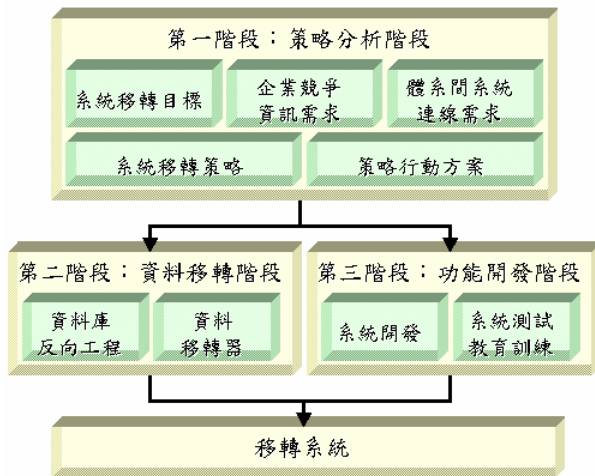 第一階段：策略分析階段
系統移轉目標
企業競爭
資訊需求
體系間系統
連線需求
系統移轉策略
策略行動方案
第二階段：資料移轉階段
資料庫
反向工程
資料
移轉器
第三階段：功能開發階段
系統開發
系統測試
教育訓練
移轉系統